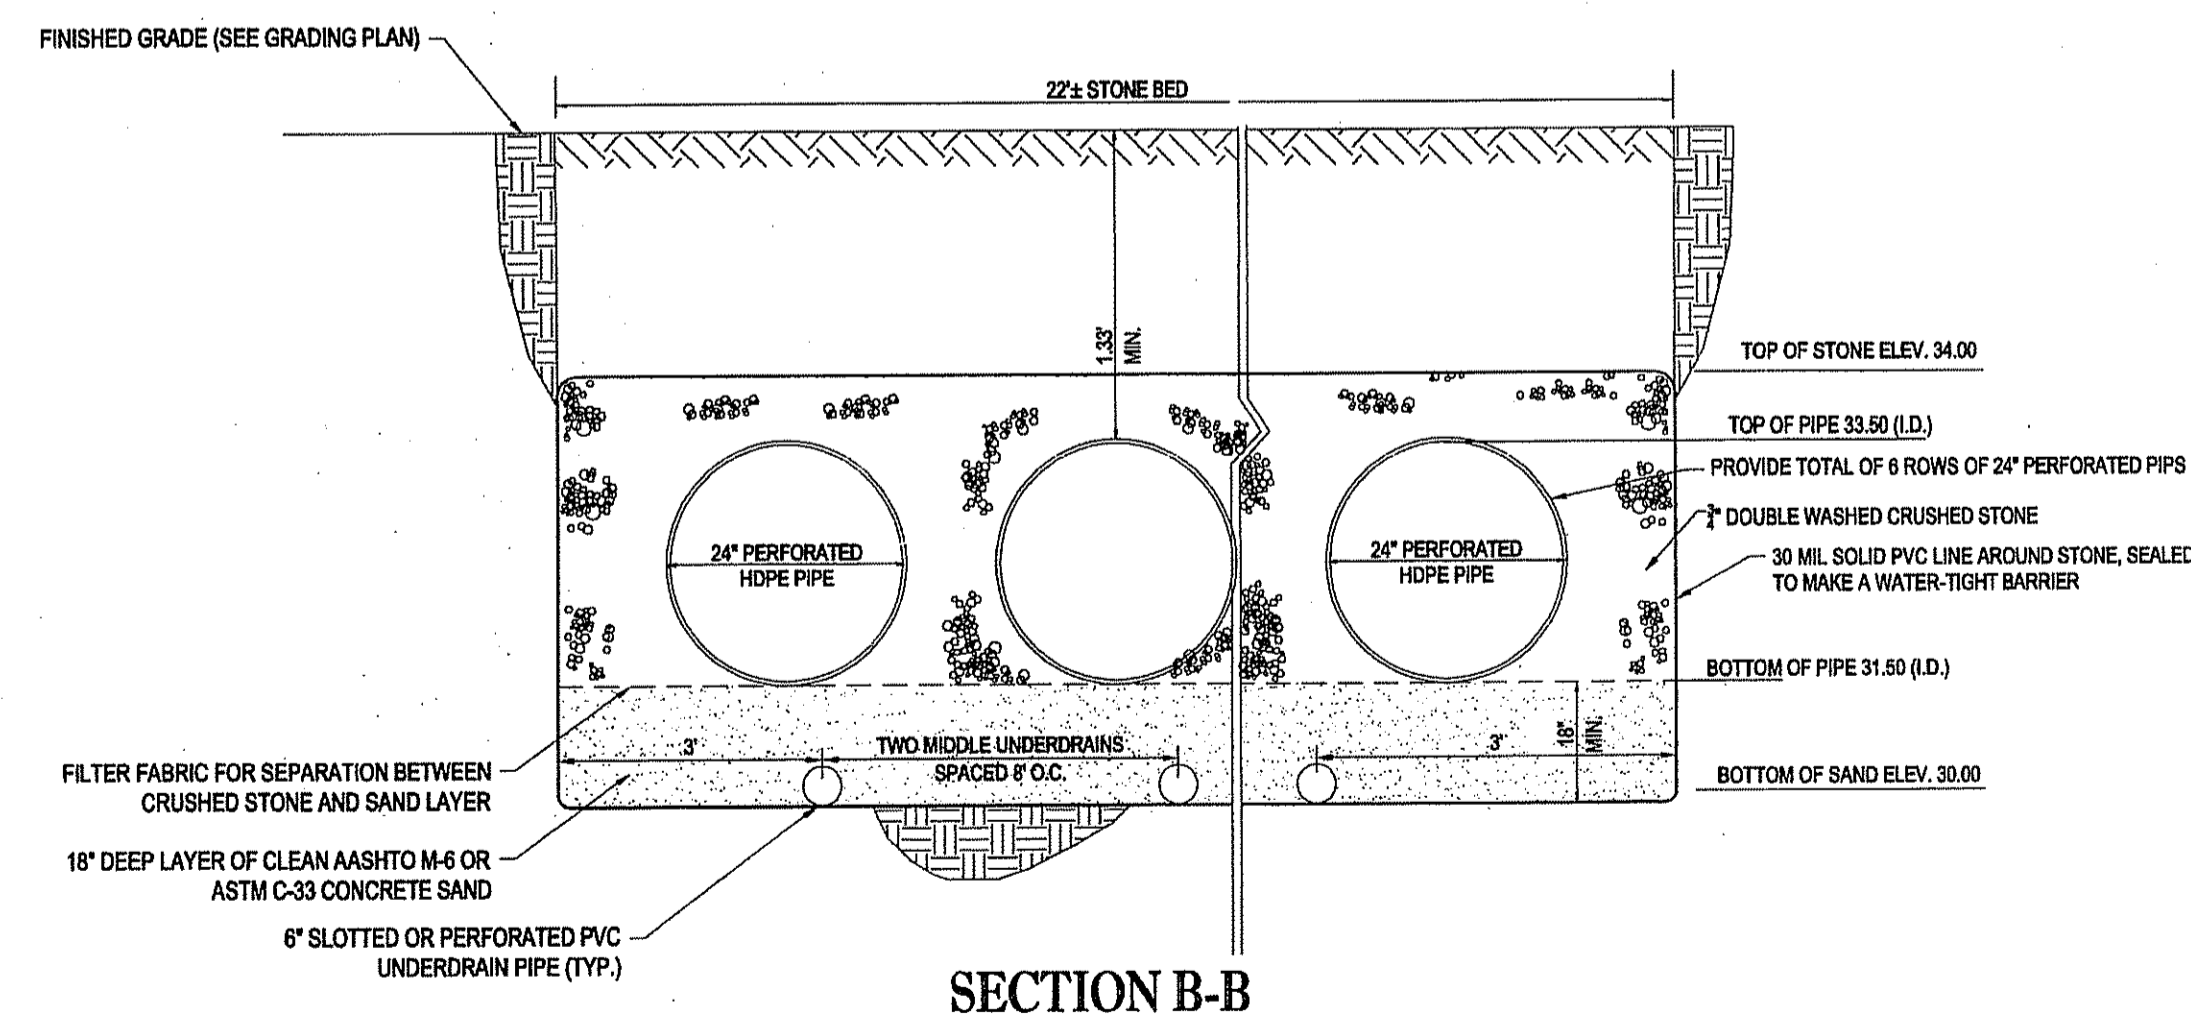 FINISHED GRADE (SEE GRADING PLAN)
22'± STONE BED
1.33'
MIN.
TOP OF STONE ELEV. 34.00
TOP OF PIPE 33.50 (I.D.)
PROVIDE TOTAL OF 6 ROWS OF 24" PERFORATED PIPS
3/4" DOUBLE WASHED CRUSHED STONE
24" PERFORATED
HDPE PIPE
24" PERFORATED
HDPE PIPE
30 MIL SOLID PVC LINE AROUND STONE, SEALED
TO MAKE A WATER-TIGHT BARRIER
BOTTOM OF PIPE 31.50 (I.D.)
3'
TWO MIDDLE UNDERDRAINS
SPACED 8' O.C.
3'
18"
MIN.
BOTTOM OF SAND ELEV. 30.00
FILTER FABRIC FOR SEPARATION BETWEEN
CRUSHED STONE AND SAND LAYER
18" DEEP LAYER OF CLEAN AASHTO M-6 OR
ASTM C-33 CONCRETE SAND
6" SLOTTED OR PERFORATED PVC
UNDERDRAIN PIPE (TYP.)
SECTION B-B